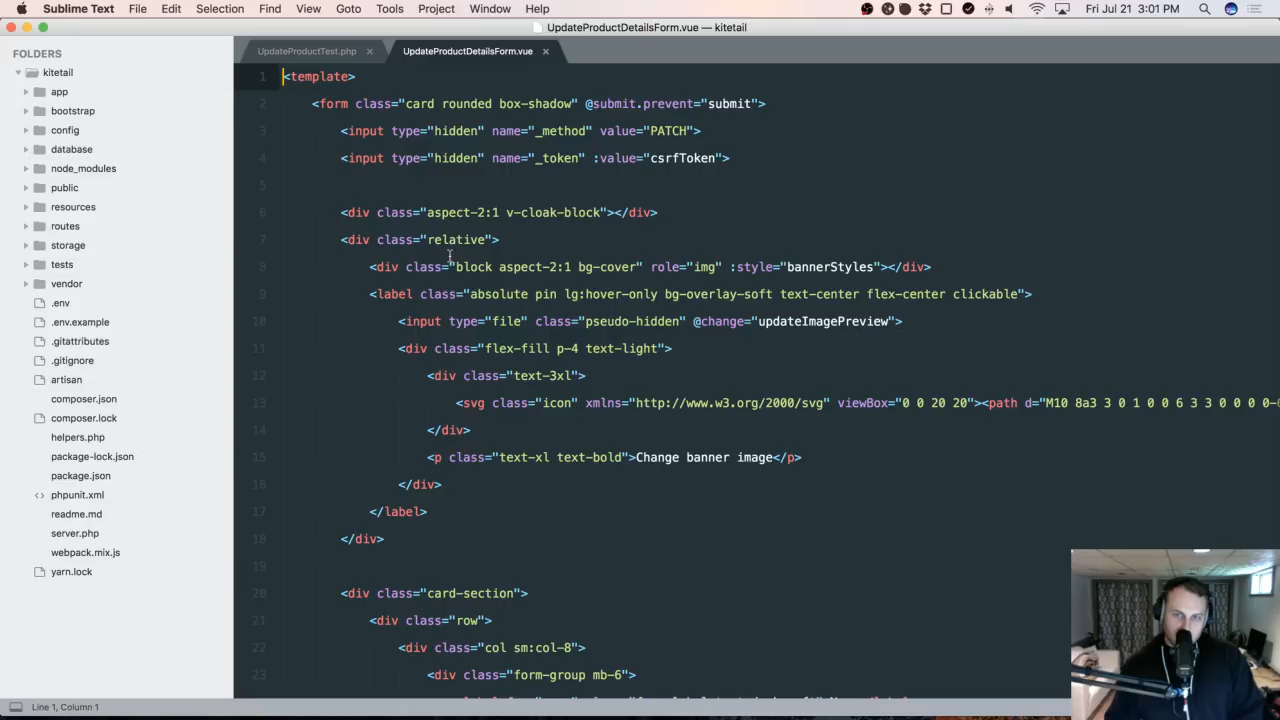 Sublime Text File Edit Selection Find View Goto Tools Project Window Help Fri Jul 21 3:01 PM
UpdateProductDetailsForm.vue — kitetail
FOLDERS
kitetail
app
bootstrap
config
database
node_modules
public
resources
routes
storage
tests
vendor
.env
.env.example
.gitattributes
.gitignore
artisan
composer.json
composer.lock
helpers.php
package-lock.json
package.json
phpunit.xml
readme.md
server.php
webpack.mix.js
yarn.lock
UpdateProductTest.php × UpdateProductDetailsForm.vue ×
1 <template>
2 <form class="card rounded box-shadow" @submit.prevent="submit">
3 <input type="hidden" name="_method" value="PATCH">
4 <input type="hidden" name="_token" :value="csrfToken">
5
6 <div class="aspect-2:1 v-cloak-block"></div>
7 <div class="relative">
8 <div class="block aspect-2:1 bg-cover" role="img" :style="bannerStyles"></div>
9 <label class="absolute pin lg:hover-only bg-overlay-soft text-center flex-center clickable">
10 <input type="file" class="pseudo-hidden" @change="updateImagePreview">
11 <div class="flex-fill p-4 text-light">
12 <div class="text-3xl">
13 <svg class="icon" xmlns="http://www.w3.org/2000/svg" viewBox="0 0 20 20"><path d="M10 8a3 3 0 1 0 0 6 3 3 0 0 0 0-6
14 </div>
15 <p class="text-xl text-bold">Change banner image</p>
16 </div>
17 </label>
18 </div>
19
20 <div class="card-section">
21 <div class="row">
22 <div class="col sm:col-8">
23 <div class="form-group mb-6">
Line 1, Column 1